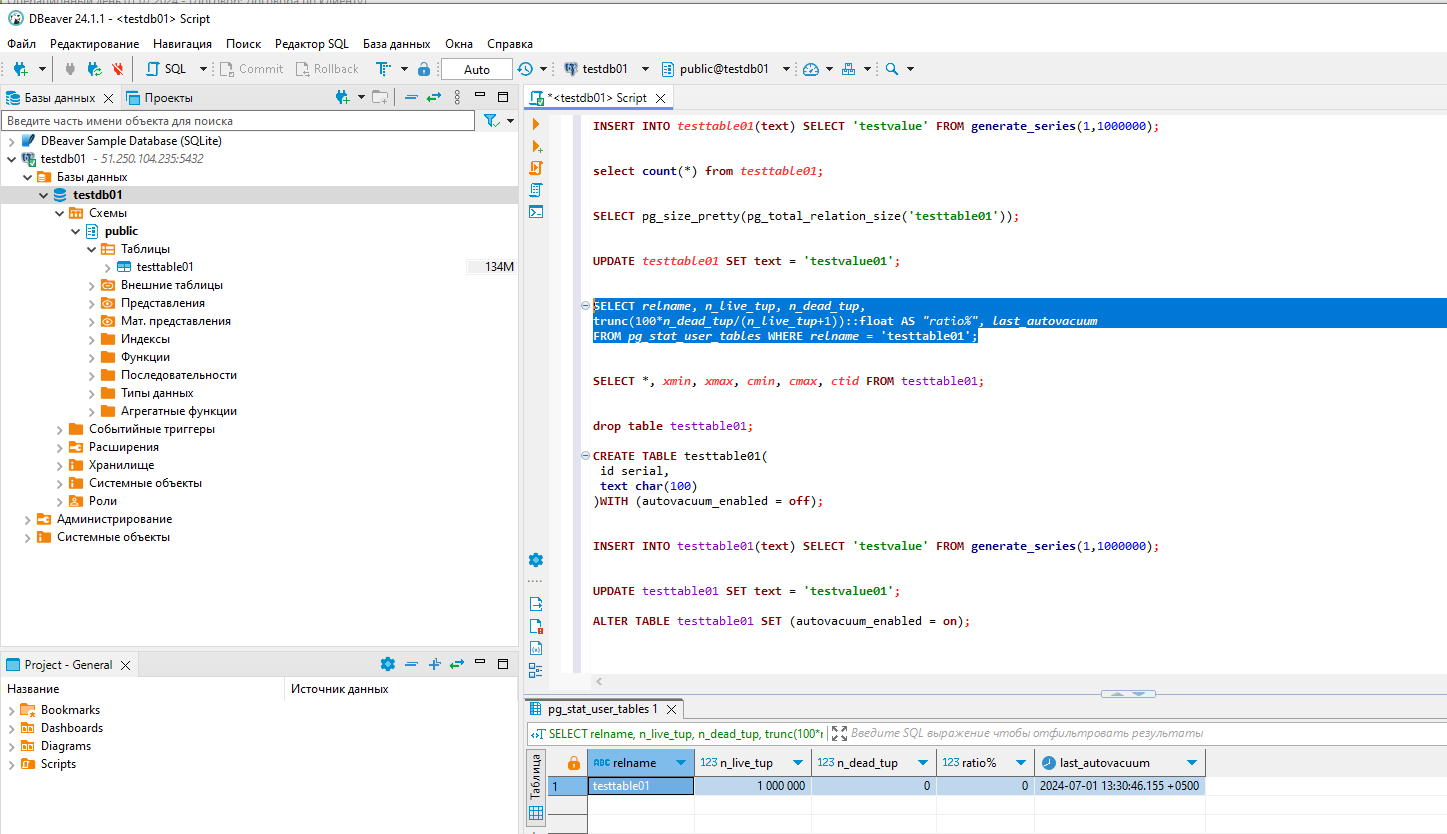 DBeaver 24.1.1 - <testdb01> Script
Файл Редактирование Навигация Поиск Редактор SQL База данных Окна Справка
SQL Commit Rollback Auto testdb01 public@testdb01
Базы данных Проекты
Введите часть имени объекта для поиска
DBeaver Sample Database (SQLite)
testdb01 - 51.250.104.235:5432
Базы данных
testdb01
Схемы
public
Таблицы
testtable01 134M
Внешние таблицы
Представления
Мат. представления
Индексы
Функции
Последовательности
Типы данных
Агрегатные функции
Событийные триггеры
Расширения
Хранилище
Системные объекты
Роли
Администрирование
Системные объекты
Project - General
Название Источник данных
Bookmarks
Dashboards
Diagrams
Scripts
*<testdb01> Script
INSERT INTO testtable01(text) SELECT 'testvalue' FROM generate_series(1,1000000);
select count(*) from testtable01;
SELECT pg_size_pretty(pg_total_relation_size('testtable01'));
UPDATE testtable01 SET text = 'testvalue01';
SELECT relname, n_live_tup, n_dead_tup,
trunc(100*n_dead_tup/(n_live_tup+1))::float AS "ratio%", last_autovacuum
FROM pg_stat_user_tables WHERE relname = 'testtable01';
SELECT *, xmin, xmax, cmin, cmax, ctid FROM testtable01;
drop table testtable01;
CREATE TABLE testtable01(
id serial,
text char(100)
)WITH (autovacuum_enabled = off);
INSERT INTO testtable01(text) SELECT 'testvalue' FROM generate_series(1,1000000);
UPDATE testtable01 SET text = 'testvalue01';
ALTER TABLE testtable01 SET (autovacuum_enabled = on);
pg_stat_user_tables 1
SELECT relname, n_live_tup, n_dead_tup, trunc(100*r Введите SQL выражение чтобы отфильтровать результаты
Таблица
ABC relname 123 n_live_tup 123 n_dead_tup 123 ratio% last_autovacuum
1 testtable01 1 000 000 0 0 2024-07-01 13:30:46.155 +0500